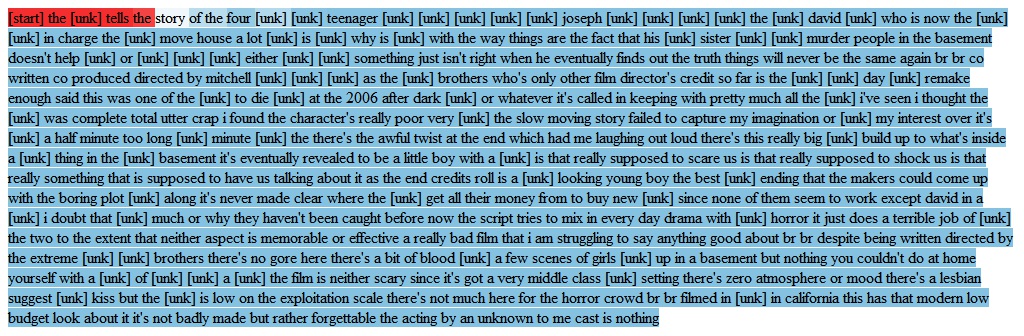 [start] the [unk] tells the story of the four [unk] [unk] teenager [unk] [unk] [unk] [unk] [unk] joseph [unk] [unk] [unk] [unk] the [unk] david [unk] who is now the [unk]
[unk] in charge the [unk] move house a lot [unk] is [unk] why is [unk] with the way things are the fact that his [unk] sister [unk] [unk] murder people in the basement
doesn't help [unk] or [unk] [unk] [unk] either [unk] [unk] something just isn't right when he eventually finds out the truth things will never be the same again br br co
written co produced directed by mitchell [unk] [unk] [unk] as the [unk] brothers who's only other film director's credit so far is the [unk] [unk] day [unk] remake
enough said this was one of the [unk] to die [unk] at the 2006 after dark [unk] or whatever it's called in keeping with pretty much all the [unk] i've seen i thought the
[unk] was complete total utter crap i found the character's really poor very [unk] the slow moving story failed to capture my imagination or [unk] my interest over it's
[unk] a half minute too long [unk] minute [unk] the there's the awful twist at the end which had me laughing out loud there's this really big [unk] build up to what's inside
a [unk] thing in the [unk] basement it's eventually revealed to be a little boy with a [unk] is that really supposed to scare us is that really supposed to shock us is that
really something that is supposed to have us talking about it as the end credits roll is a [unk] looking young boy the best [unk] ending that the makers could come up
with the boring plot [unk] along it's never made clear where the [unk] get all their money from to buy new [unk] since none of them seem to work except david in a
[unk] i doubt that [unk] much or why they haven't been caught before now the script tries to mix in every day drama with [unk] horror it just does a terrible job of [unk]
the two to the extent that neither aspect is memorable or effective a really bad film that i am struggling to say anything good about br br despite being written directed by
the extreme [unk] [unk] brothers there's no gore here there's a bit of blood [unk] a few scenes of girls [unk] up in a basement but nothing you couldn't do at home
yourself with a [unk] of [unk] [unk] a [unk] the film is neither scary since it's got a very middle class [unk] setting there's zero atmosphere or mood there's a lesbian
suggest [unk] kiss but the [unk] is low on the exploitation scale there's not much here for the horror crowd br br filmed in [unk] in california this has that modern low
budget look about it it's not badly made but rather forgettable the acting by an unknown to me cast is nothing